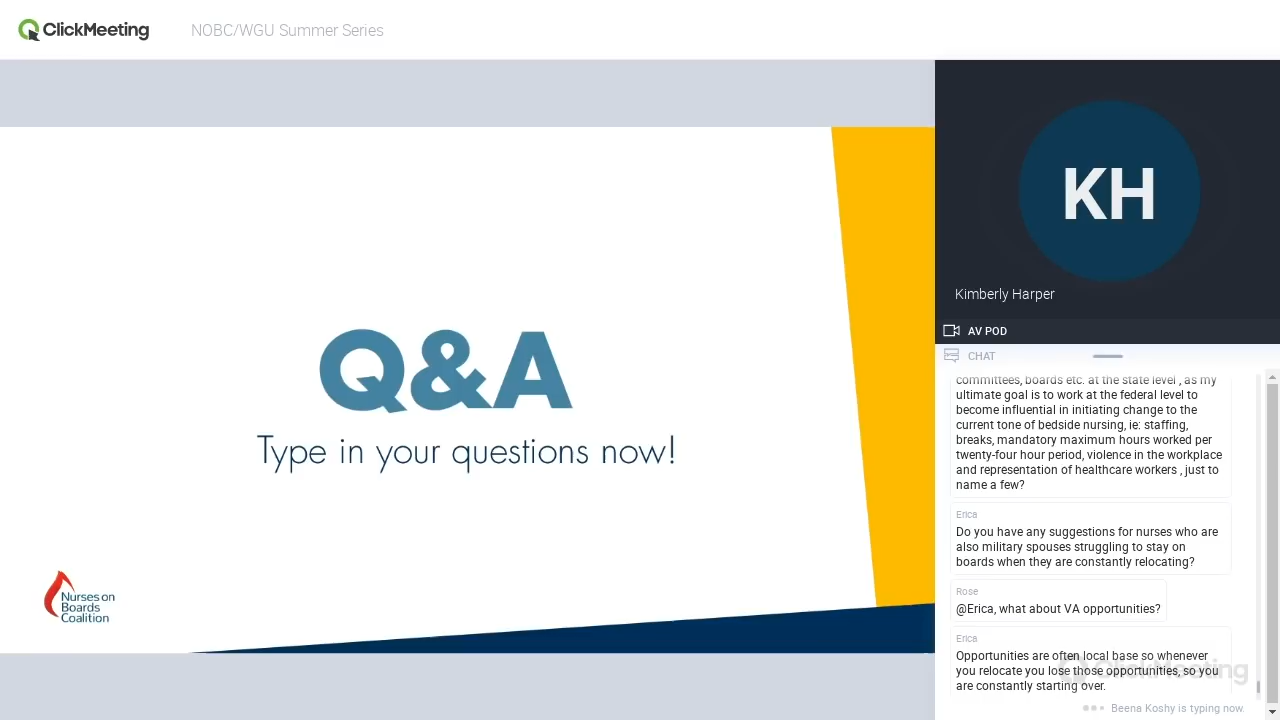 ClickMeeting
NOBC/WGU Summer Series
Q&A
Type in your questions now!
Nurses on
Boards
Coalition
KH
Kimberly Harper
AV POD
CHAT
committees, boards etc. at the state level , as my
ultimate goal is to work at the federal level to
become influential in initiating change to the
current tone of bedside nursing, ie: staffing,
breaks, mandatory maximum hours worked per
twenty-four hour period, violence in the workplace
and representation of healthcare workers , just to
name a few?
Erica
Do you have any suggestions for nurses who are
also military spouses struggling to stay on
boards when they are constantly relocating?
Rose
@Erica, what about VA opportunities?
Erica
Opportunities are often local base so whenever
you relocate you lose those opportunities, so you
are constantly starting over.
ClickMeeting
Beena Koshy is typing now.